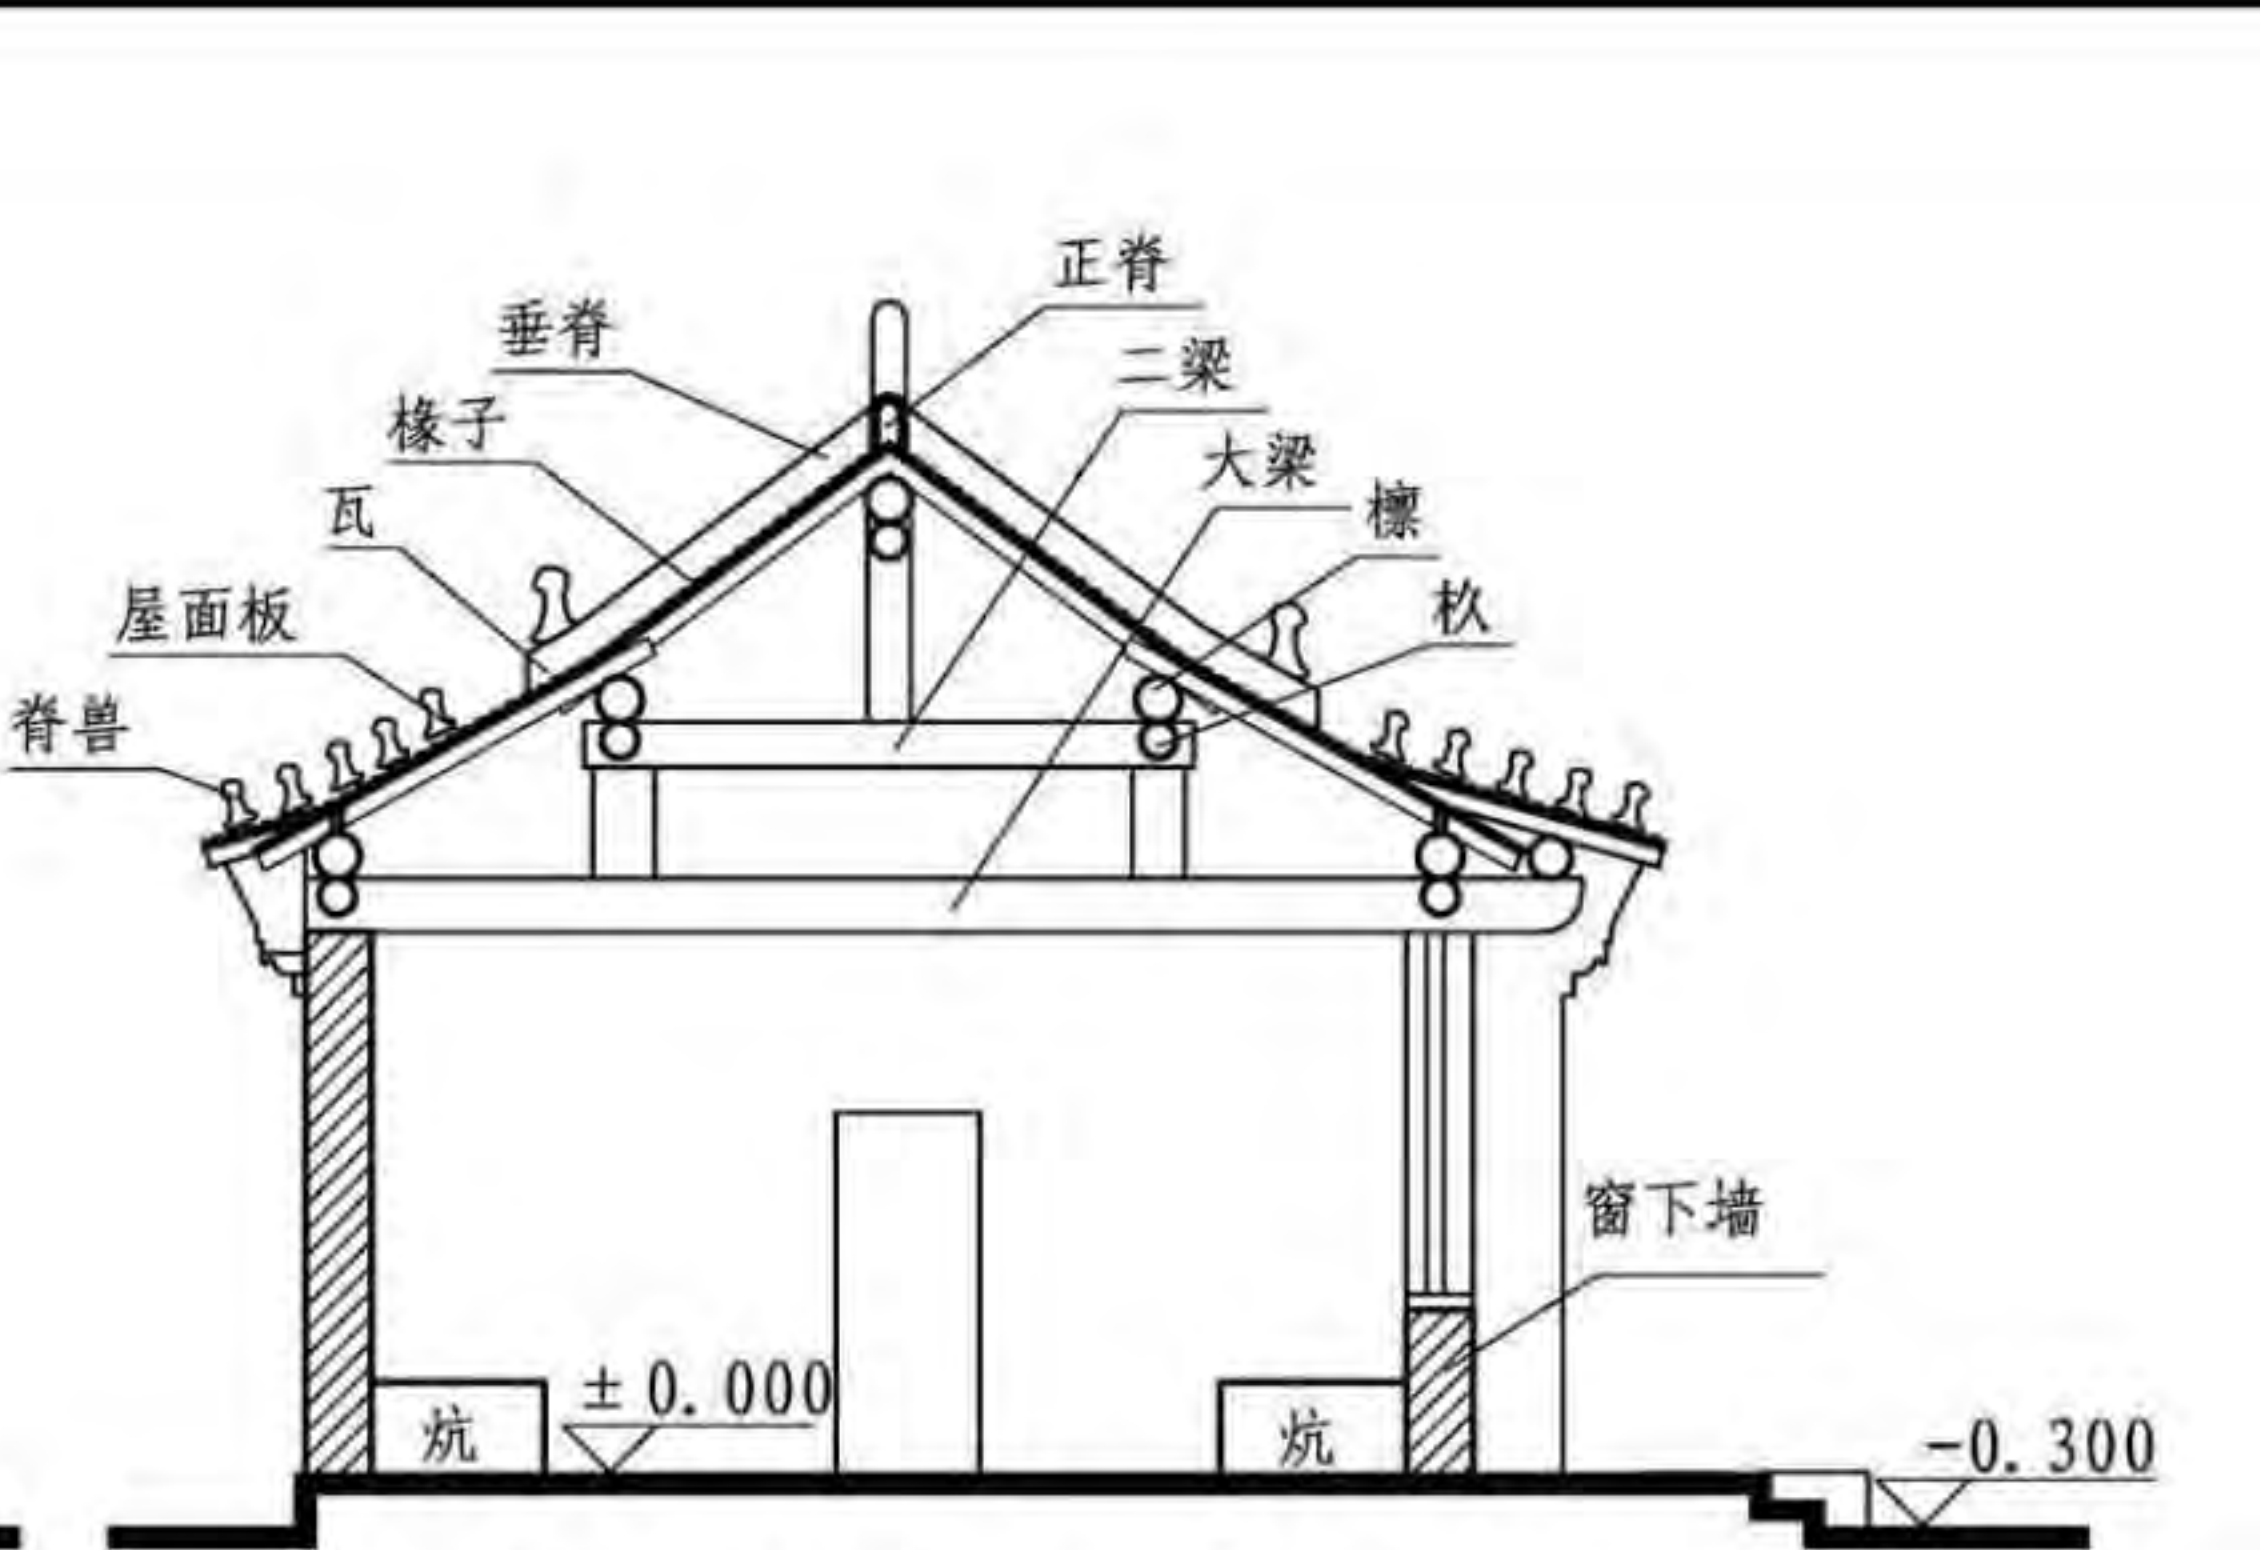 正脊
垂脊
二梁
椽子
大梁
瓦
檩
屋面板
杦
脊兽
窗下墙
±0.000
炕
炕
-0.300